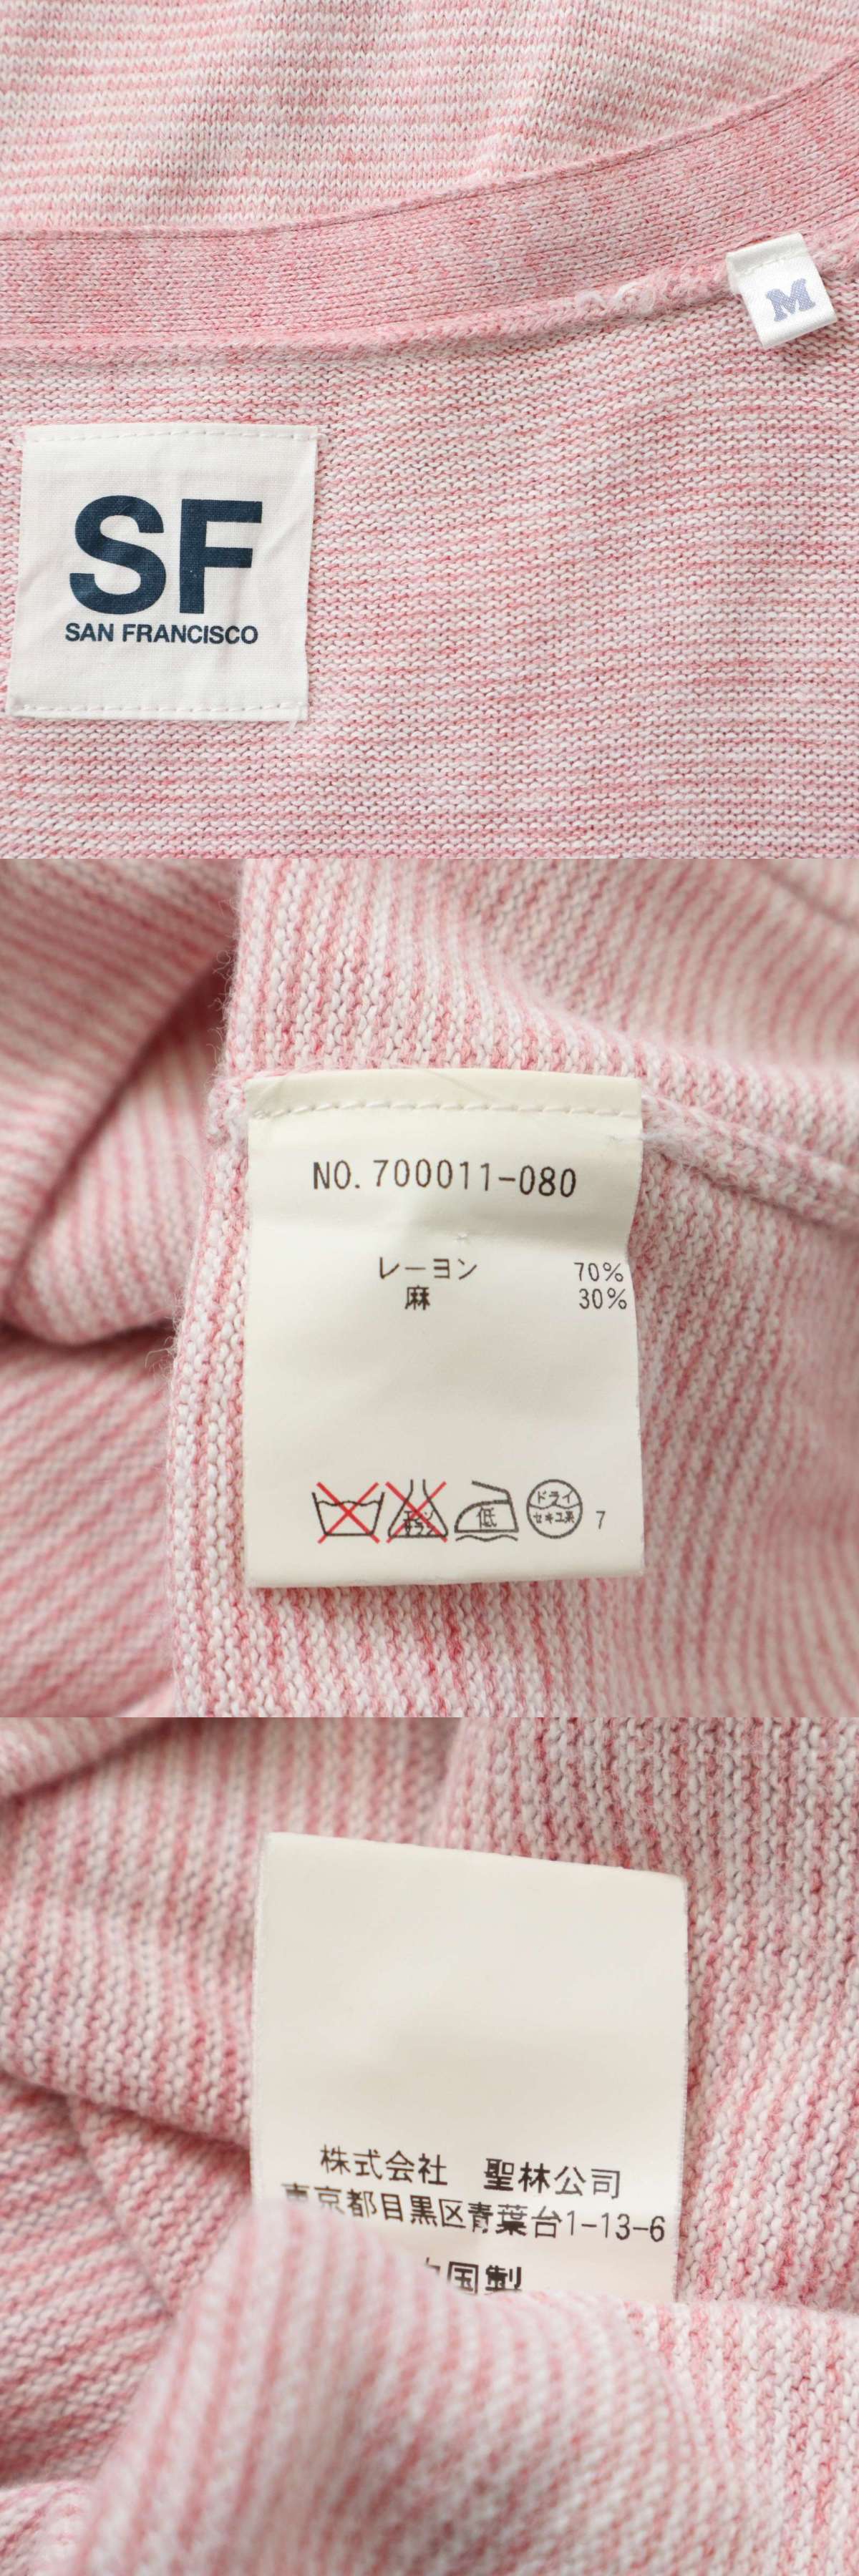 M
SF
SAN FRANCISCO
NO. 700011-080
レーヨン 70%
麻 30%
低
ドライ
セキユ系
7
株式会社 聖林公司
東京都目黒区青葉台1-13-6
国製